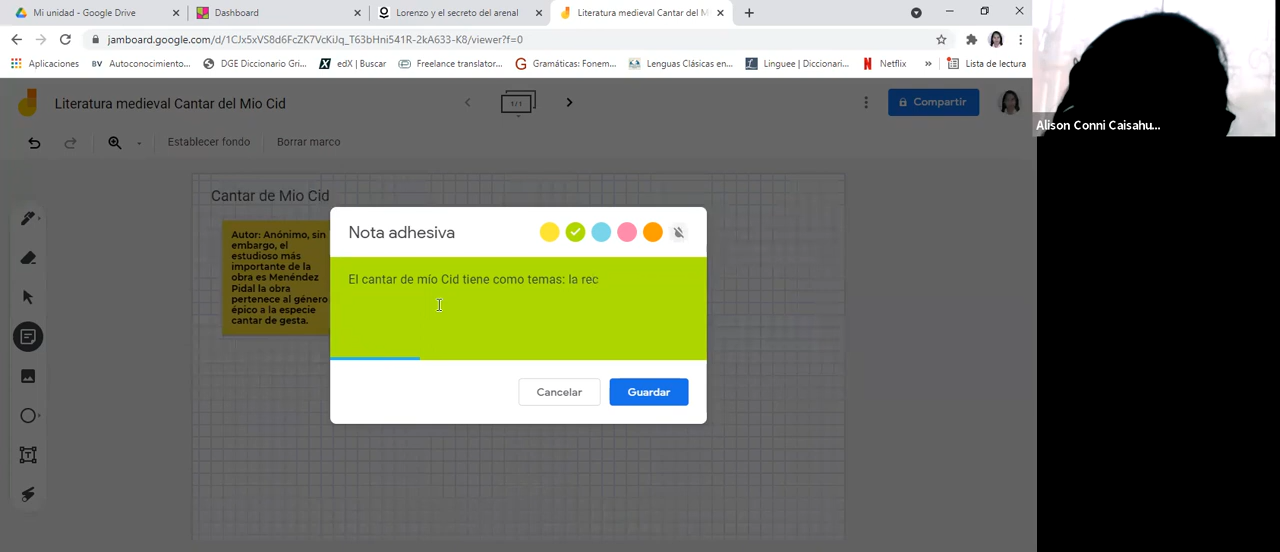 Mi unidad - Google Drive
Dashboard
Lorenzo y el secreto del arenal
Literatura medieval Cantar del M
jamboard.google.com/d/1CJx5xVS8d6FcZK7VcKiJq_T63bHni541R-2kA633-K8/viewer?f=0
Aplicaciones
BV Autoconocimiento...
DGE Diccionario Gri...
edX | Buscar
Freelance translator...
Gramáticas: Fonem...
Lenguas Clásicas en...
Linguee | Diccionari...
Netflix
»
Lista de lectura
Literatura medieval Cantar del Mio Cid
1 / 1
Compartir
Establecer fondo
Borrar marco
Alison Conni Caisahu...
Cantar de Mio Cid
Autor: Anónimo, sin
embargo, el
estudioso más
importante de la
obra es Menéndez
Pidal la obra
pertenece al género
épico a la especie
cantar de gesta.
Nota adhesiva
El cantar de mío Cid tiene como temas: la rec
Cancelar
Guardar